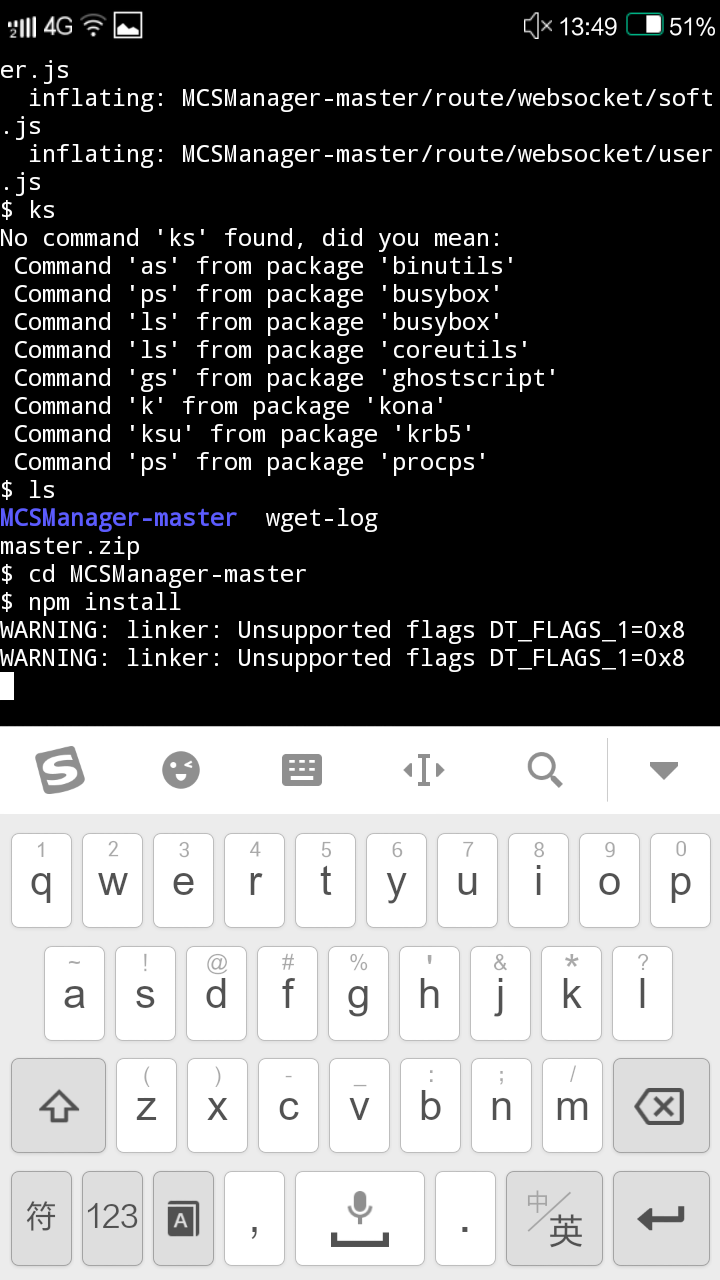 2 4G 13:49 51%
er.js
  inflating: MCSManager-master/route/websocket/soft
.js
  inflating: MCSManager-master/route/websocket/user
.js
$ ks
No command 'ks' found, did you mean:
 Command 'as' from package 'binutils'
 Command 'ps' from package 'busybox'
 Command 'ls' from package 'busybox'
 Command 'ls' from package 'coreutils'
 Command 'gs' from package 'ghostscript'
 Command 'k' from package 'kona'
 Command 'ksu' from package 'krb5'
 Command 'ps' from package 'procps'
$ ls
MCSManager-master  wget-log
master.zip
$ cd MCSManager-master
$ npm install
WARNING: linker: Unsupported flags DT_FLAGS_1=0x8
WARNING: linker: Unsupported flags DT_FLAGS_1=0x8
S
1 2 3 4 5 6 7 8 9 0
q w e r t y u i o p
~ ! @ # % ' & * ?
a s d f g h j k l
( ) - _ : ; /
z x c v b n m
符 123 A , . 中/英